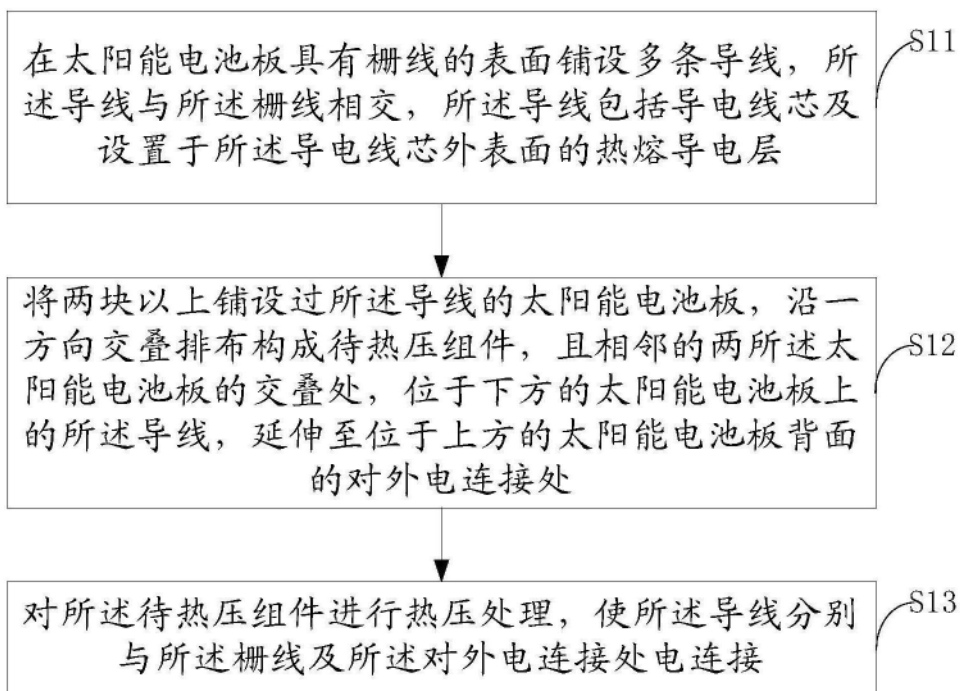 在太阳能电池板具有栅线的表面铺设多条导线，所
述导线与所述栅线相交，所述导线包括导电线芯及
设置于所述导电线芯外表面的热熔导电层
S11
将两块以上铺设过所述导线的太阳能电池板，沿一
方向交叠排布构成待热压组件，且相邻的两所述太
阳能电池板的交叠处，位于下方的太阳能电池板上
的所述导线，延伸至位于上方的太阳能电池板背面
的对外电连接处
S12
对所述待热压组件进行热压处理，使所述导线分别
与所述栅线及所述对外电连接处电连接
S13